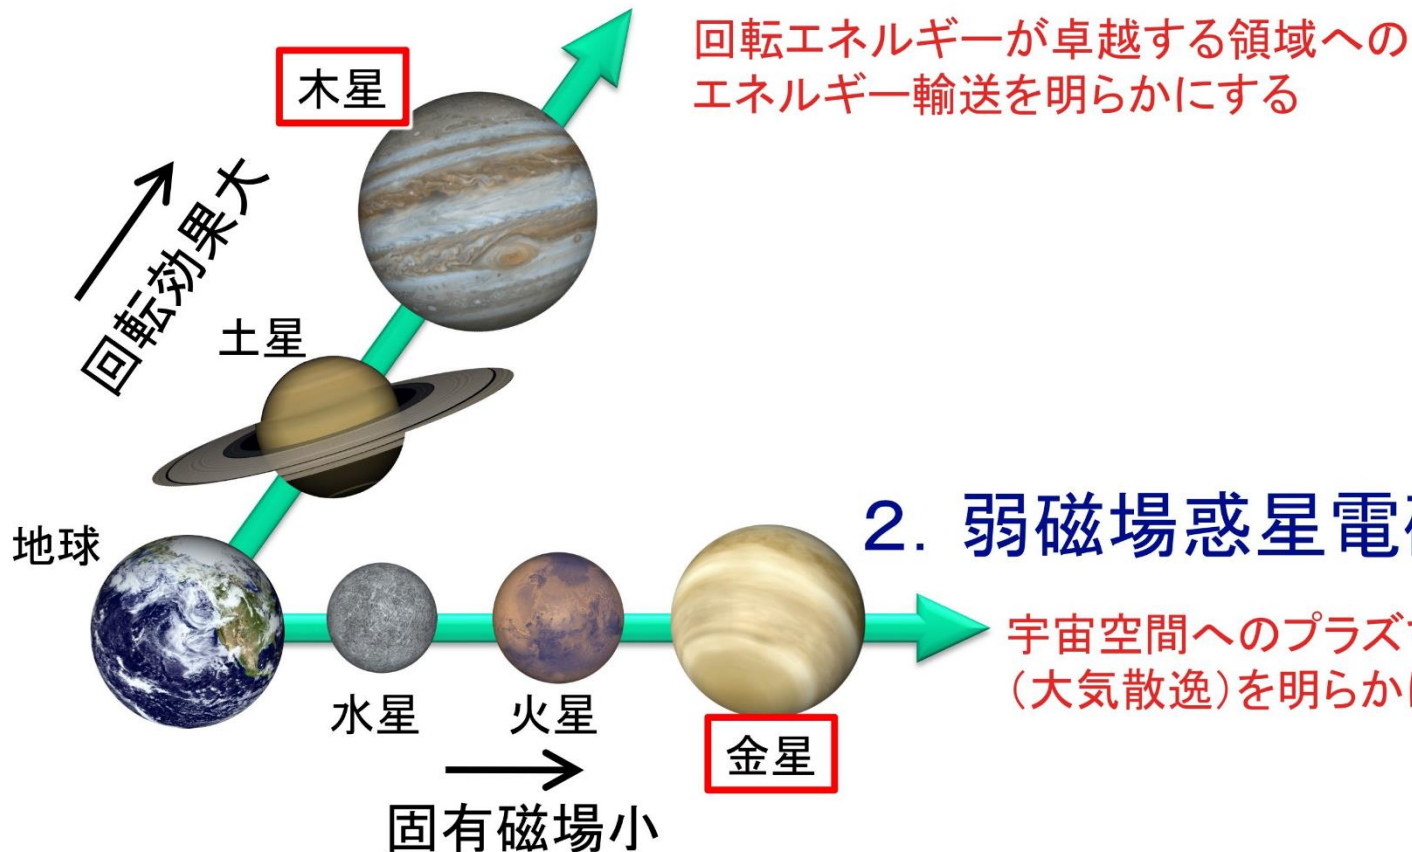 回転エネルギーが卓越する領域への
エネルギー輸送を明らかにする
木星
回転効果大
土星
地球
2. 弱磁場惑星電
宇宙空間へのプラズ
(大気散逸)を明らか
水星
火星
金星
固有磁場小